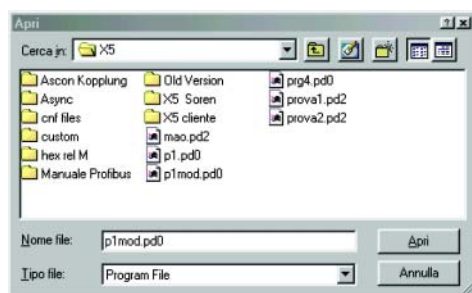 Apri
Cerca in: X5
Ascon Kopplung Old Version prg4.pd0
Async X5 Soren prova1.pd2
cnf files X5 cliente prova2.pd2
custom mao.pd2
hex rel M p1.pd0
Manuale Profibus p1mod.pd0
Nome file: p1mod.pd0 Apri
Tipo file: Program File Annulla